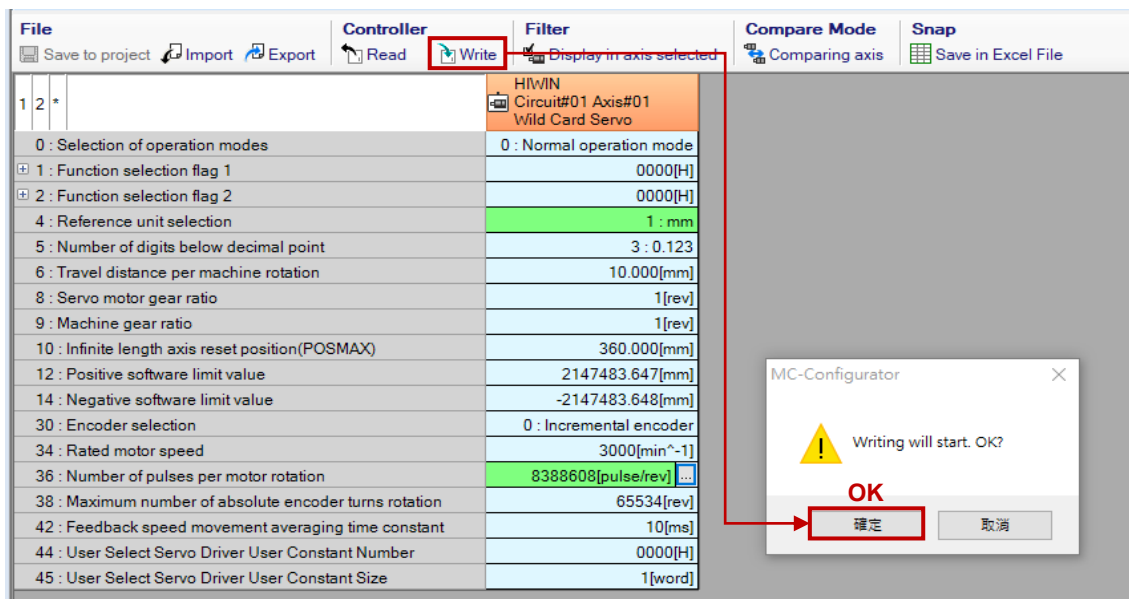 File Controller Filter Compare Mode Snap
Save to project Import Export Read Write Display in axis selected Comparing axis Save in Excel File
1 2 *
HIWIN
Circuit#01 Axis#01
Wild Card Servo
0 : Selection of operation modes 0 : Normal operation mode
1 : Function selection flag 1 0000[H]
2 : Function selection flag 2 0000[H]
4 : Reference unit selection 1 : mm
5 : Number of digits below decimal point 3 : 0.123
6 : Travel distance per machine rotation 10.000[mm]
8 : Servo motor gear ratio 1[rev]
9 : Machine gear ratio 1[rev]
10 : Infinite length axis reset position(POSMAX) 360.000[mm]
12 : Positive software limit value 2147483.647[mm]
14 : Negative software limit value -2147483.648[mm]
30 : Encoder selection 0 : Incremental encoder
34 : Rated motor speed 3000[min^-1]
36 : Number of pulses per motor rotation 8388608[pulse/rev] ...
38 : Maximum number of absolute encoder turns rotation 65534[rev]
42 : Feedback speed movement averaging time constant 10[ms]
44 : User Select Servo Driver User Constant Number 0000[H]
45 : User Select Servo Driver User Constant Size 1[word]
MC-Configurator
Writing will start. OK?
OK
確定 取消